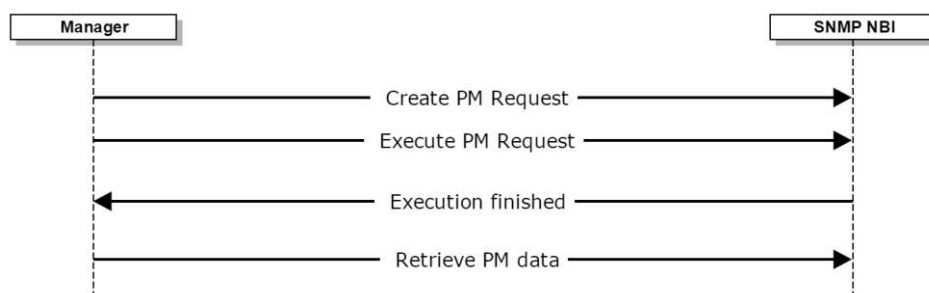 Manager
SNMP NBI
Create PM Request
Execute PM Request
Execution finished
Retrieve PM data